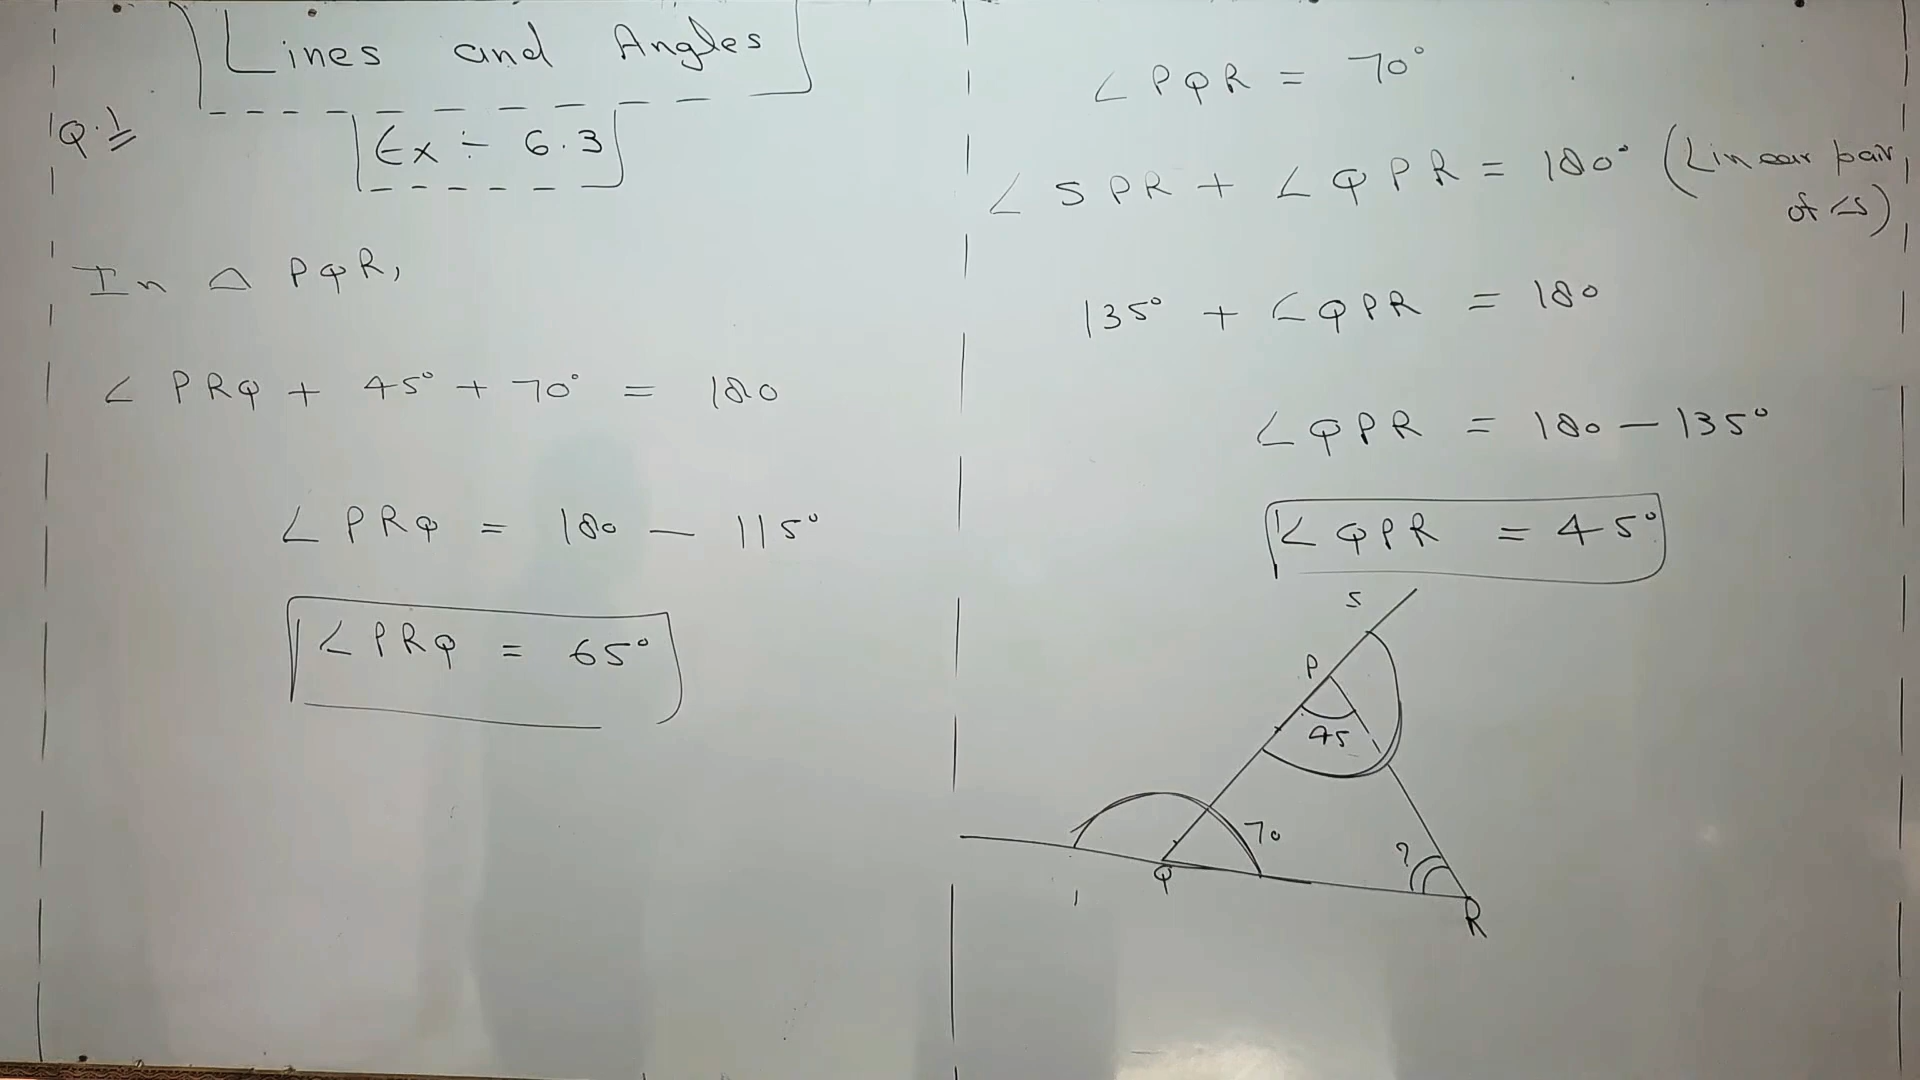 Lines and Angles
Q.1
Ex ÷ 6.3
In △ PQR,
∠ PRQ + 45° + 70° = 180
∠ PRQ = 180 — 115°
∠ PRQ = 65°
∠ PQR = 70°
∠ SPR + ∠ QPR = 180° (Linear pair
of ∠s)
135° + ∠QPR = 180
∠QPR = 180 — 135°
∠ QPR = 45°
S
P
45
70
?
Q
R